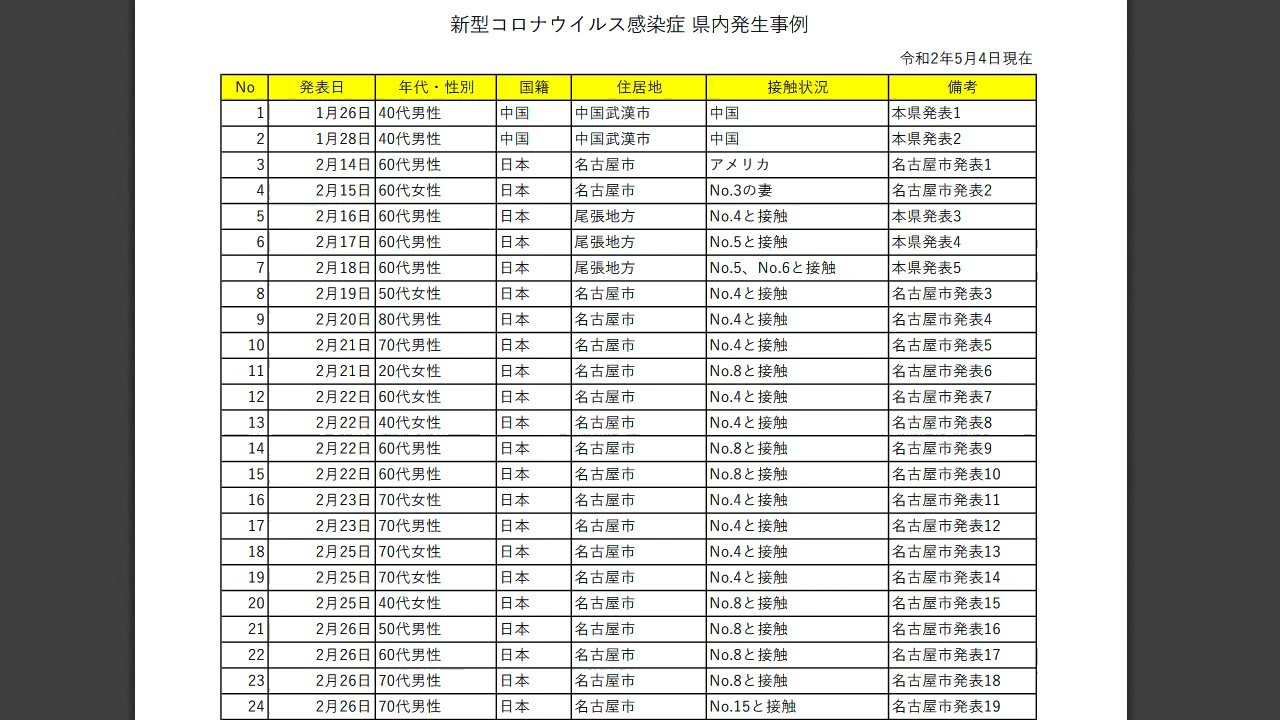 新型コロナウイルス感染症 県内発生事例
令和2年5月4日現在
No 発表日 年代・性別 国籍 住居地 接触状況 備考
1 1月26日 40代男性 中国 中国武漢市 中国 本県発表1
2 1月28日 40代男性 中国 中国武漢市 中国 本県発表2
3 2月14日 60代男性 日本 名古屋市 アメリカ 名古屋市発表1
4 2月15日 60代女性 日本 名古屋市 No.3の妻 名古屋市発表2
5 2月16日 60代男性 日本 尾張地方 No.4と接触 本県発表3
6 2月17日 60代男性 日本 尾張地方 No.5と接触 本県発表4
7 2月18日 60代男性 日本 尾張地方 No.5、No.6と接触 本県発表5
8 2月19日 50代女性 日本 名古屋市 No.4と接触 名古屋市発表3
9 2月20日 80代男性 日本 名古屋市 No.4と接触 名古屋市発表4
10 2月21日 70代男性 日本 名古屋市 No.4と接触 名古屋市発表5
11 2月21日 20代女性 日本 名古屋市 No.8と接触 名古屋市発表6
12 2月22日 60代女性 日本 名古屋市 No.4と接触 名古屋市発表7
13 2月22日 40代女性 日本 名古屋市 No.4と接触 名古屋市発表8
14 2月22日 60代男性 日本 名古屋市 No.8と接触 名古屋市発表9
15 2月22日 60代男性 日本 名古屋市 No.8と接触 名古屋市発表10
16 2月23日 70代女性 日本 名古屋市 No.4と接触 名古屋市発表11
17 2月23日 70代男性 日本 名古屋市 No.4と接触 名古屋市発表12
18 2月25日 70代女性 日本 名古屋市 No.4と接触 名古屋市発表13
19 2月25日 70代女性 日本 名古屋市 No.4と接触 名古屋市発表14
20 2月25日 40代女性 日本 名古屋市 No.8と接触 名古屋市発表15
21 2月26日 50代男性 日本 名古屋市 No.8と接触 名古屋市発表16
22 2月26日 60代男性 日本 名古屋市 No.8と接触 名古屋市発表17
23 2月26日 70代男性 日本 名古屋市 No.8と接触 名古屋市発表18
24 2月26日 70代男性 日本 名古屋市 No.15と接触 名古屋市発表19